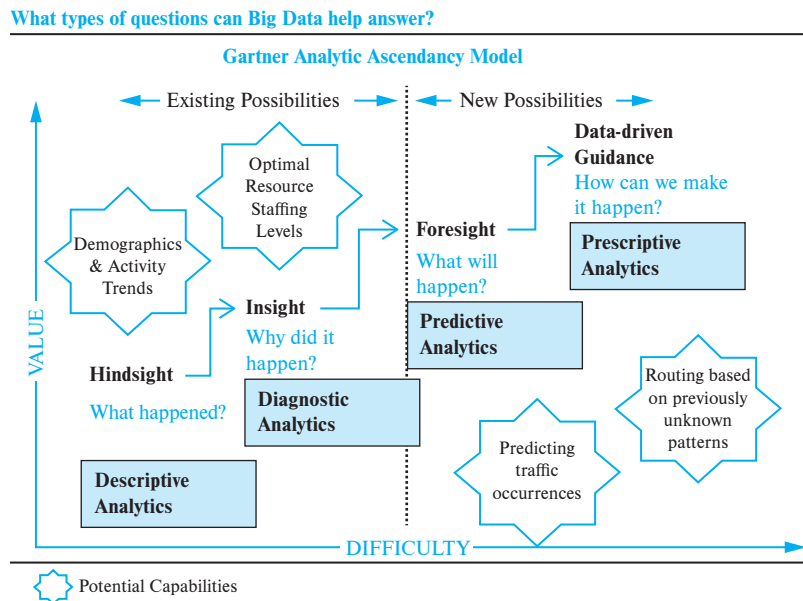 What types of questions can Big Data help answer?
Gartner Analytic Ascendancy Model
Existing Possibilities
New Possibilities
Data-driven
Guidance
How can we make
it happen?
Prescriptive
Analytics
Optimal
Resource
Staffing
Levels
Foresight
What will
happen?
Predictive
Analytics
Demographics
& Activity
Trends
Insight
Why did it
happen?
Diagnostic
Analytics
Hindsight
What happened?
Descriptive
Analytics
Routing based
on previously
unknown
patterns
Predicting
traffic
occurrences
VALUE
DIFFICULTY
Potential Capabilities